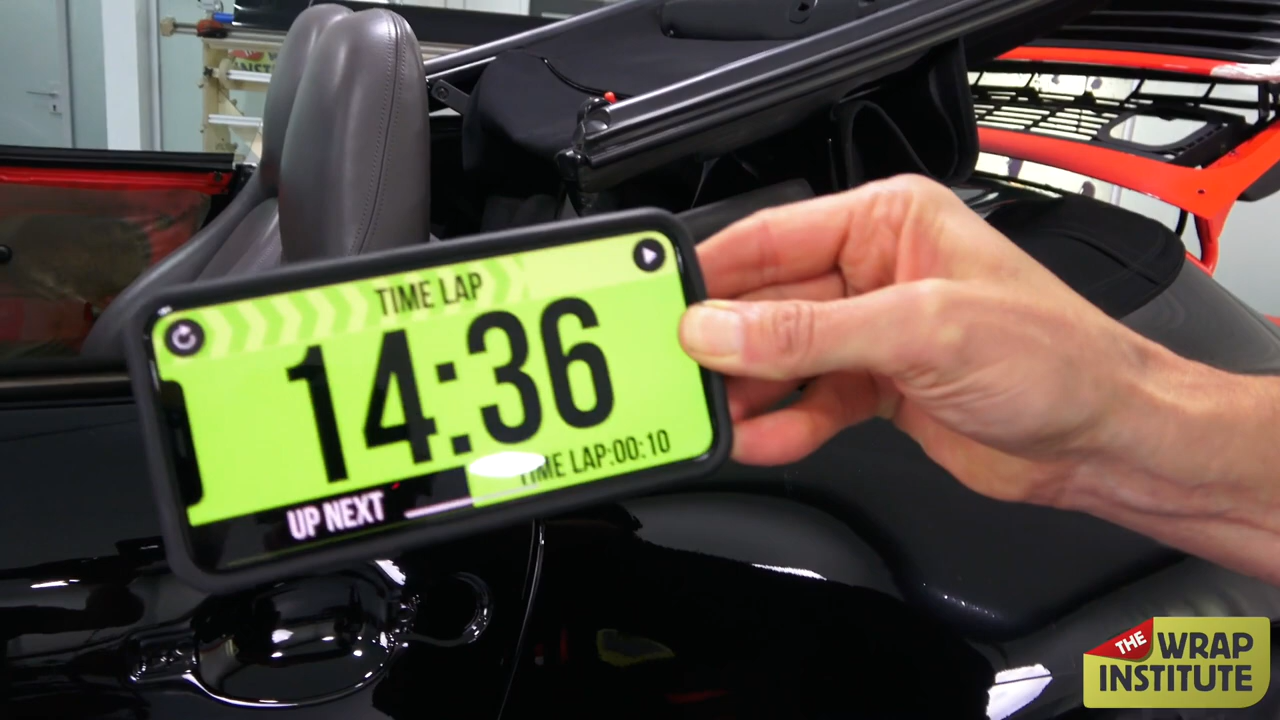 TIME LAP
14:36
TIME LAP:00:10
UP NEXT
THE
WRAP
INSTITUTE